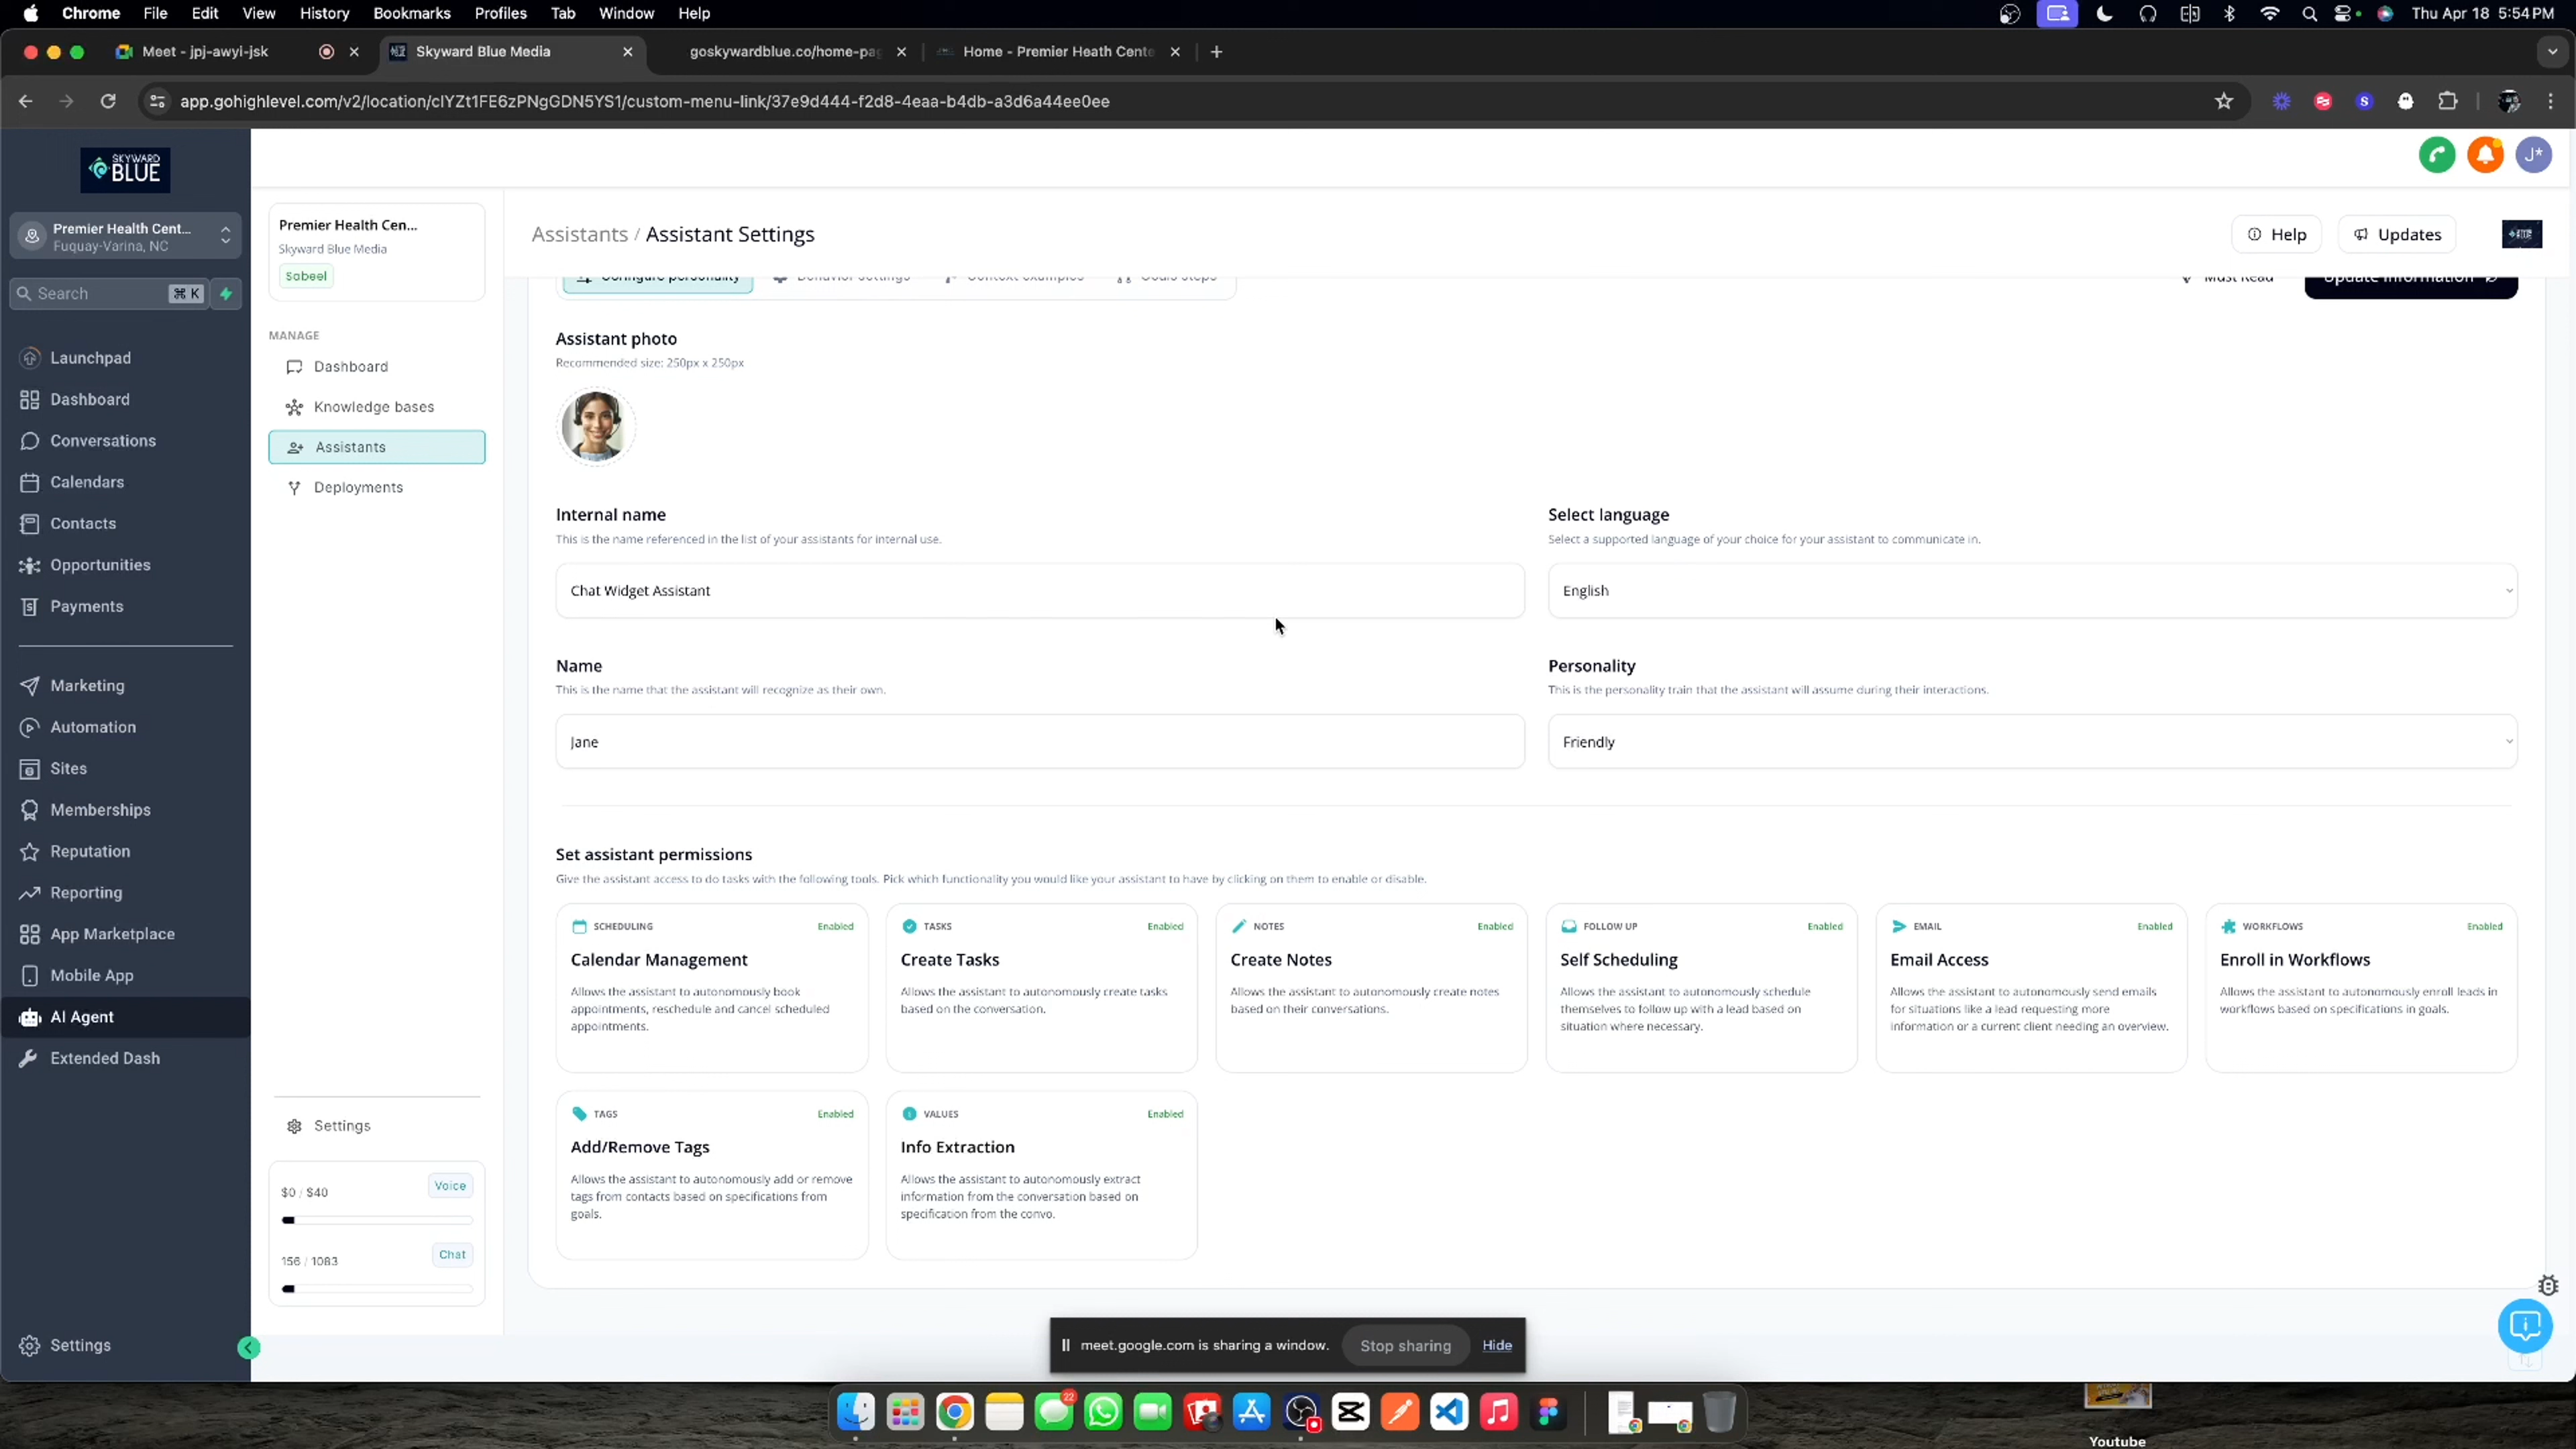 Chrome File Edit View History Bookmarks Profiles Tab Window Help
Thu Apr 18 5:54 PM
Meet - jpj-awyi-jsk
Skyward Blue Media
goskywardblue.co/home-pag
Home - Premier Heath Cente
app.gohighlevel.com/v2/location/clYZt1FE6zPNgGDN5YS1/custom-menu-link/37e9d444-f2d8-4eaa-b4db-a3d6a44ee0ee
SKYWARD
BLUE
J*
Premier Health Cent...
Fuquay-Varina, NC
Search
⌘ K
Launchpad
Dashboard
Conversations
Calendars
Contacts
Opportunities
Payments
Marketing
Automation
Sites
Memberships
Reputation
Reporting
App Marketplace
Mobile App
AI Agent
Extended Dash
Settings
Premier Health Cen...
Skyward Blue Media
Sabeel
MANAGE
Dashboard
Knowledge bases
Assistants
Deployments
Settings
$0 / $40
Voice
156 / 1083
Chat
Assistants / Assistant Settings
Help
Updates
Configure personality
Behavior settings
Context examples
Goals steps
Must Read
Update information
Assistant photo
Recommended size: 250px x 250px
Internal name
This is the name referenced in the list of your assistants for internal use.
Chat Widget Assistant
Select language
Select a supported language of your choice for your assistant to communicate in.
English
Name
This is the name that the assistant will recognize as their own.
Jane
Personality
This is the personality train that the assistant will assume during their interactions.
Friendly
Set assistant permissions
Give the assistant access to do tasks with the following tools. Pick which functionality you would like your assistant to have by clicking on them to enable or disable.
SCHEDULING
Enabled
Calendar Management
Allows the assistant to autonomously book
appointments, reschedule and cancel scheduled
appointments.
TASKS
Enabled
Create Tasks
Allows the assistant to autonomously create tasks
based on the conversation.
NOTES
Enabled
Create Notes
Allows the assistant to autonomously create notes
based on their conversations.
FOLLOW UP
Enabled
Self Scheduling
Allows the assistant to autonomously schedule
themselves to follow up with a lead based on
situation where necessary.
EMAIL
Enabled
Email Access
Allows the assistant to autonomously send emails
for situations like a lead requesting more
information or a current client needing an overview.
WORKFLOWS
Enabled
Enroll in Workflows
Allows the assistant to autonomously enroll leads in
workflows based on specifications in goals.
TAGS
Enabled
Add/Remove Tags
Allows the assistant to autonomously add or remove
tags from contacts based on specifications from
goals.
VALUES
Enabled
Info Extraction
Allows the assistant to autonomously extract
information from the conversation based on
specification from the convo.
meet.google.com is sharing a window.
Stop sharing
Hide
22
Youtube